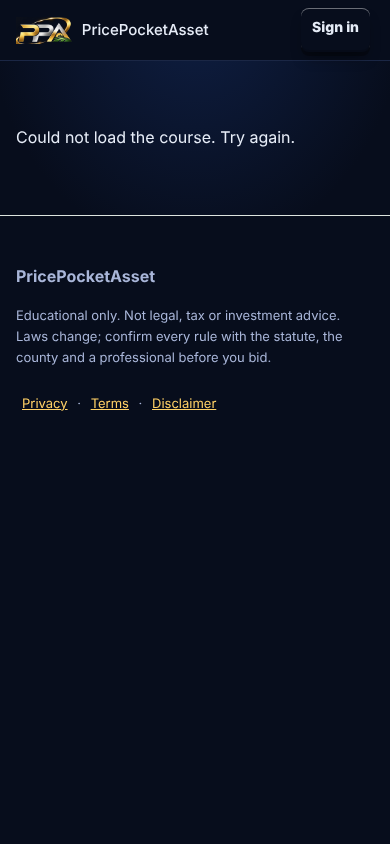 PPA PricePocketAsset
Sign in
Could not load the course. Try again.
PricePocketAsset
Educational only. Not legal, tax or investment advice.
Laws change; confirm every rule with the statute, the
county and a professional before you bid.
Privacy · Terms · Disclaimer